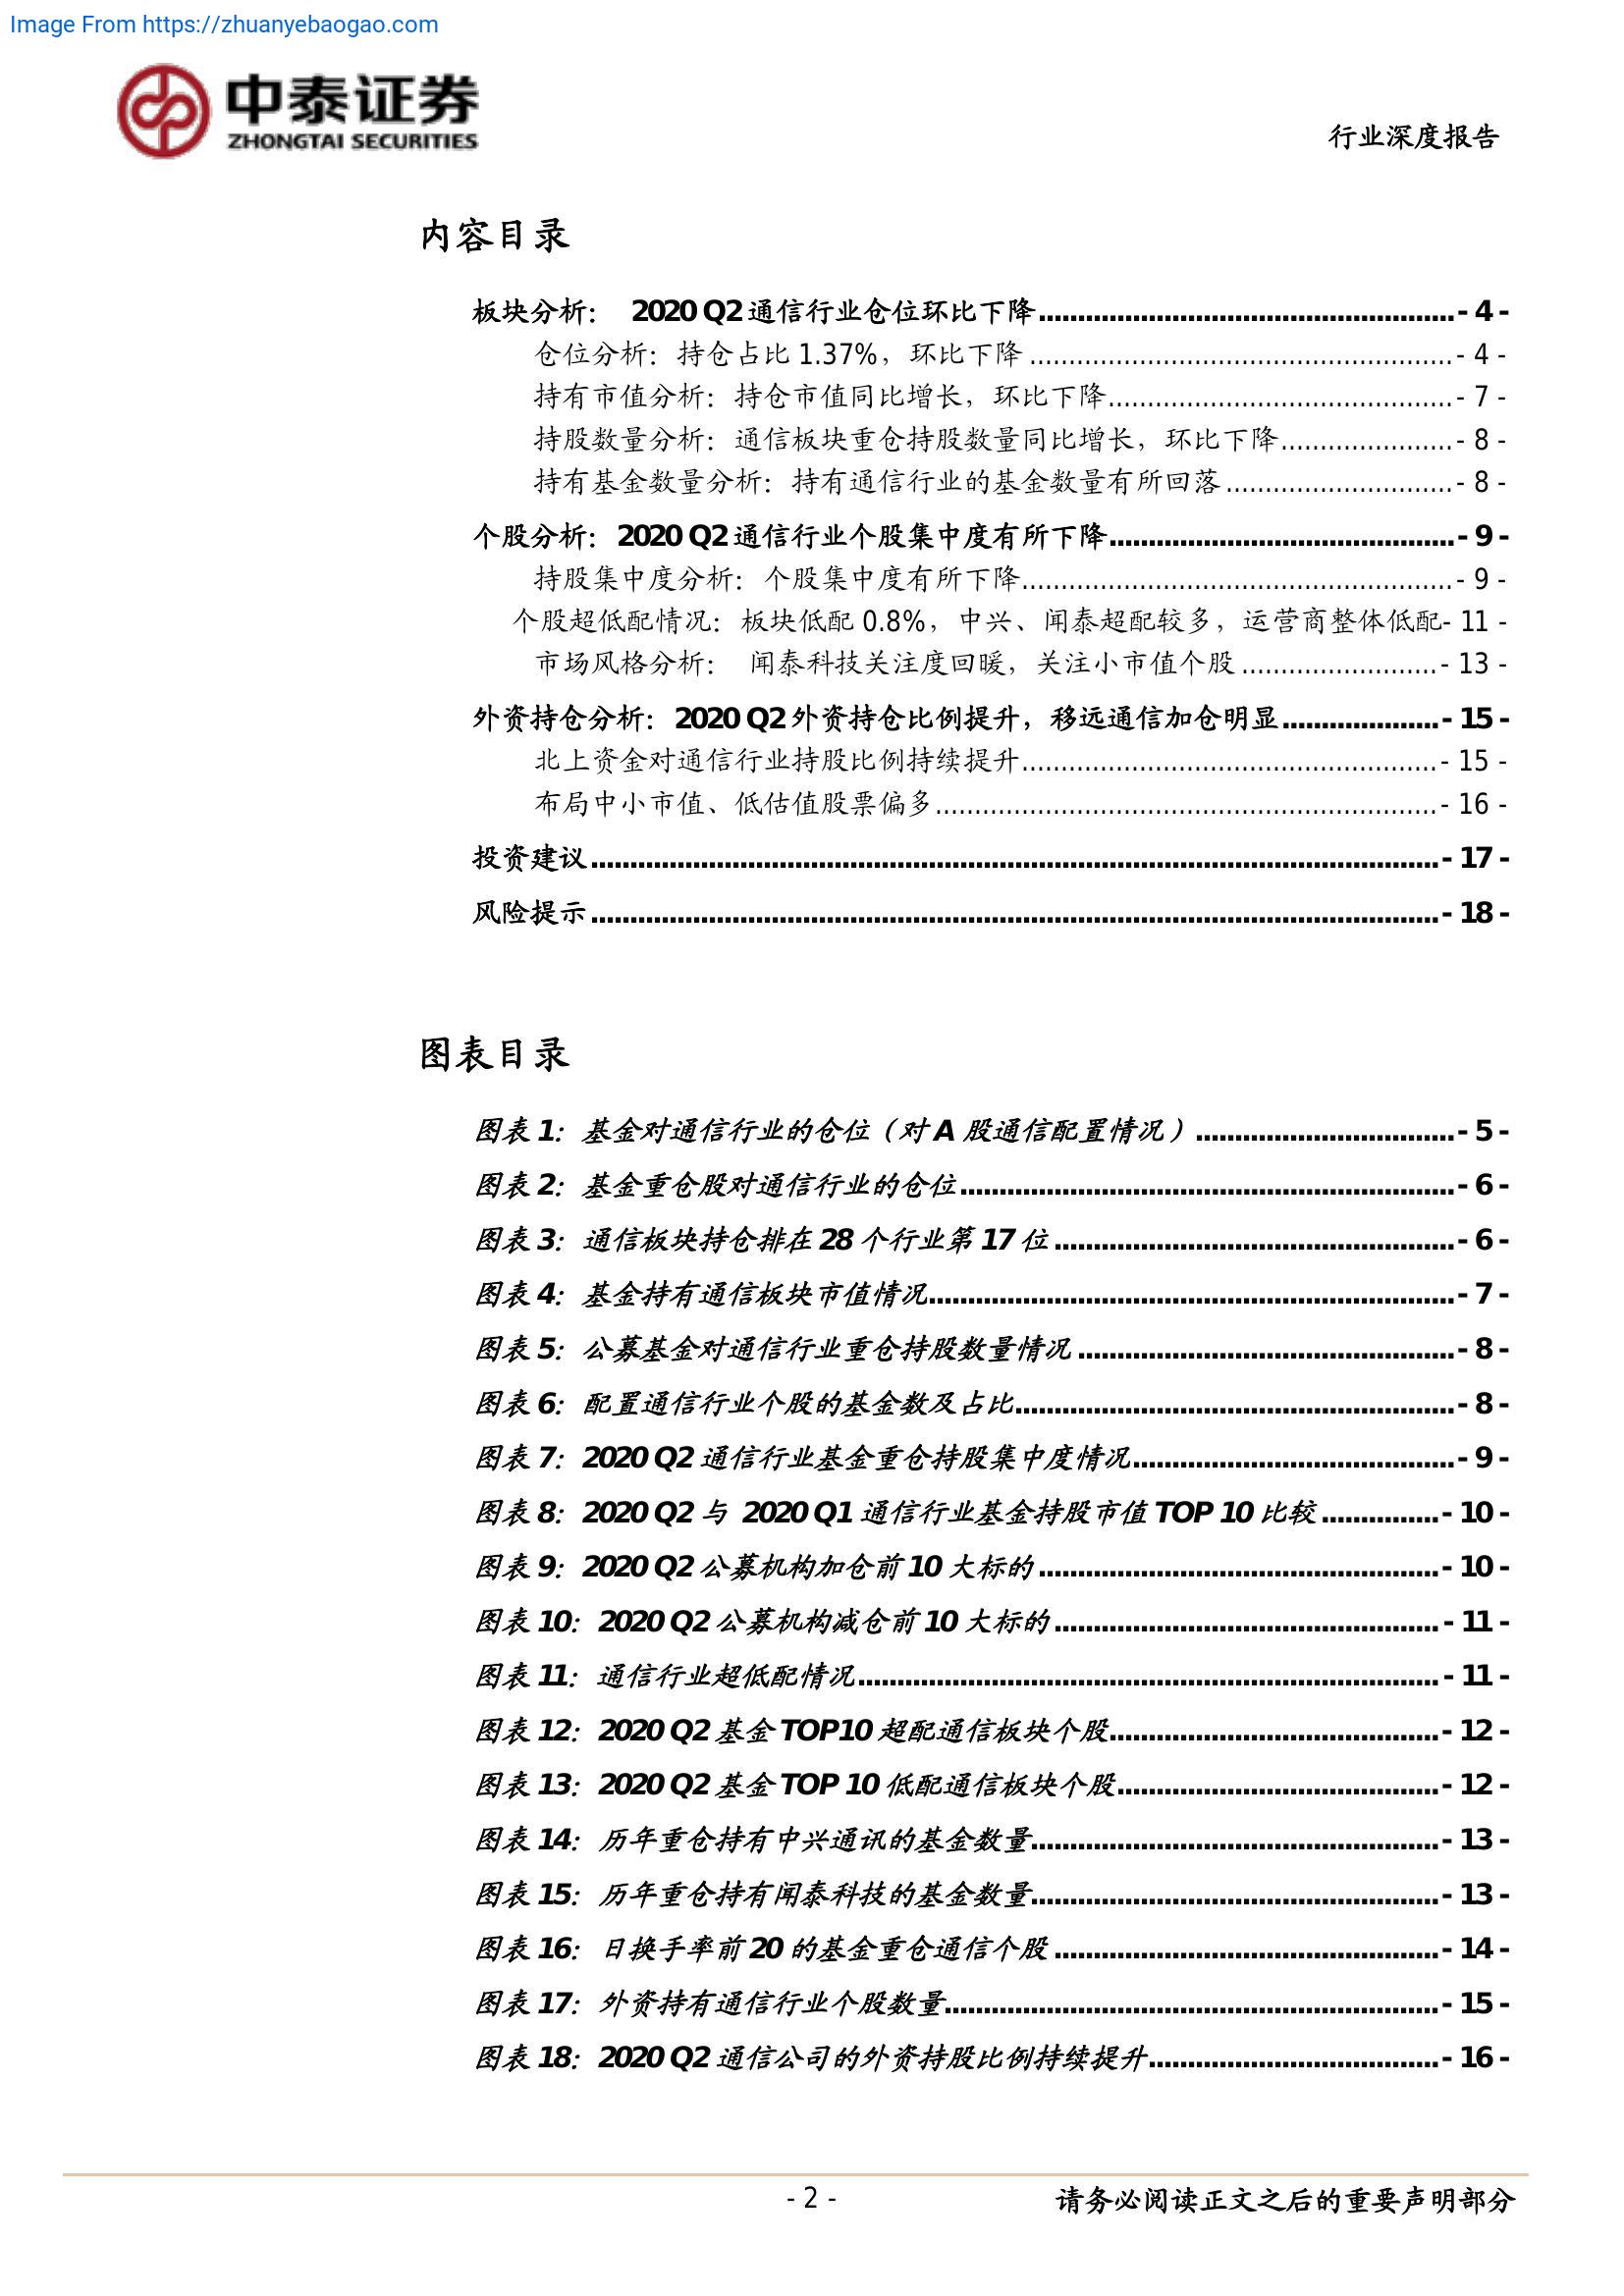 Image From https://zhuanyebaogao.com
中泰证券
ZHONGTAI SECURITIES
行业深度报告
内容目录
板块分析： 2020 Q2 通信行业仓位环比下降 - 4 -
仓位分析：持仓占比 1.37%，环比下降 - 4 -
持有市值分析：持仓市值同比增长，环比下降 - 7 -
持股数量分析：通信板块重仓持股数量同比增长，环比下降 - 8 -
持有基金数量分析：持有通信行业的基金数量有所回落 - 8 -
个股分析：2020 Q2 通信行业个股集中度有所下降 - 9 -
持股集中度分析：个股集中度有所下降 - 9 -
个股超低配情况：板块低配 0.8%，中兴、闻泰超配较多，运营商整体低配- 11 -
市场风格分析： 闻泰科技关注度回暖，关注小市值个股 - 13 -
外资持仓分析：2020 Q2 外资持仓比例提升，移远通信加仓明显 - 15 -
北上资金对通信行业持股比例持续提升 - 15 -
布局中小市值、低估值股票偏多 - 16 -
投资建议 - 17 -
风险提示 - 18 -
图表目录
图表 1：基金对通信行业的仓位（对 A 股通信配置情况） - 5 -
图表 2：基金重仓股对通信行业的仓位 - 6 -
图表 3：通信板块持仓排在 28 个行业第 17 位 - 6 -
图表 4：基金持有通信板块市值情况 - 7 -
图表 5：公募基金对通信行业重仓持股数量情况 - 8 -
图表 6：配置通信行业个股的基金数及占比 - 8 -
图表 7：2020 Q2 通信行业基金重仓持股集中度情况 - 9 -
图表 8：2020 Q2 与 2020 Q1 通信行业基金持股市值 TOP 10 比较 - 10 -
图表 9：2020 Q2 公募机构加仓前 10 大标的 - 10 -
图表 10：2020 Q2 公募机构减仓前 10 大标的 - 11 -
图表 11：通信行业超低配情况 - 11 -
图表 12：2020 Q2 基金 TOP10 超配通信板块个股 - 12 -
图表 13：2020 Q2 基金 TOP 10 低配通信板块个股 - 12 -
图表 14：历年重仓持有中兴通讯的基金数量 - 13 -
图表 15：历年重仓持有闻泰科技的基金数量 - 13 -
图表 16：日换手率前 20 的基金重仓通信个股 - 14 -
图表 17：外资持有通信行业个股数量 - 15 -
图表 18：2020 Q2 通信公司的外资持股比例持续提升 - 16 -
- 2 -
请务必阅读正文之后的重要声明部分